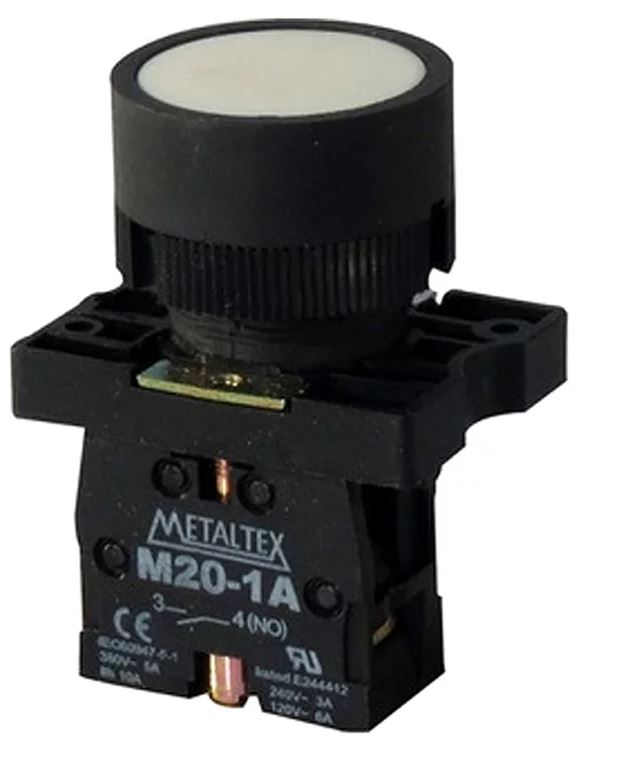 METALTEX
M20-1A
3 4(NO)
CE
IEC60947-5-1
380V~ 5A
Ith 10A
listed E244412
240V~ 3A
120V~ 6A